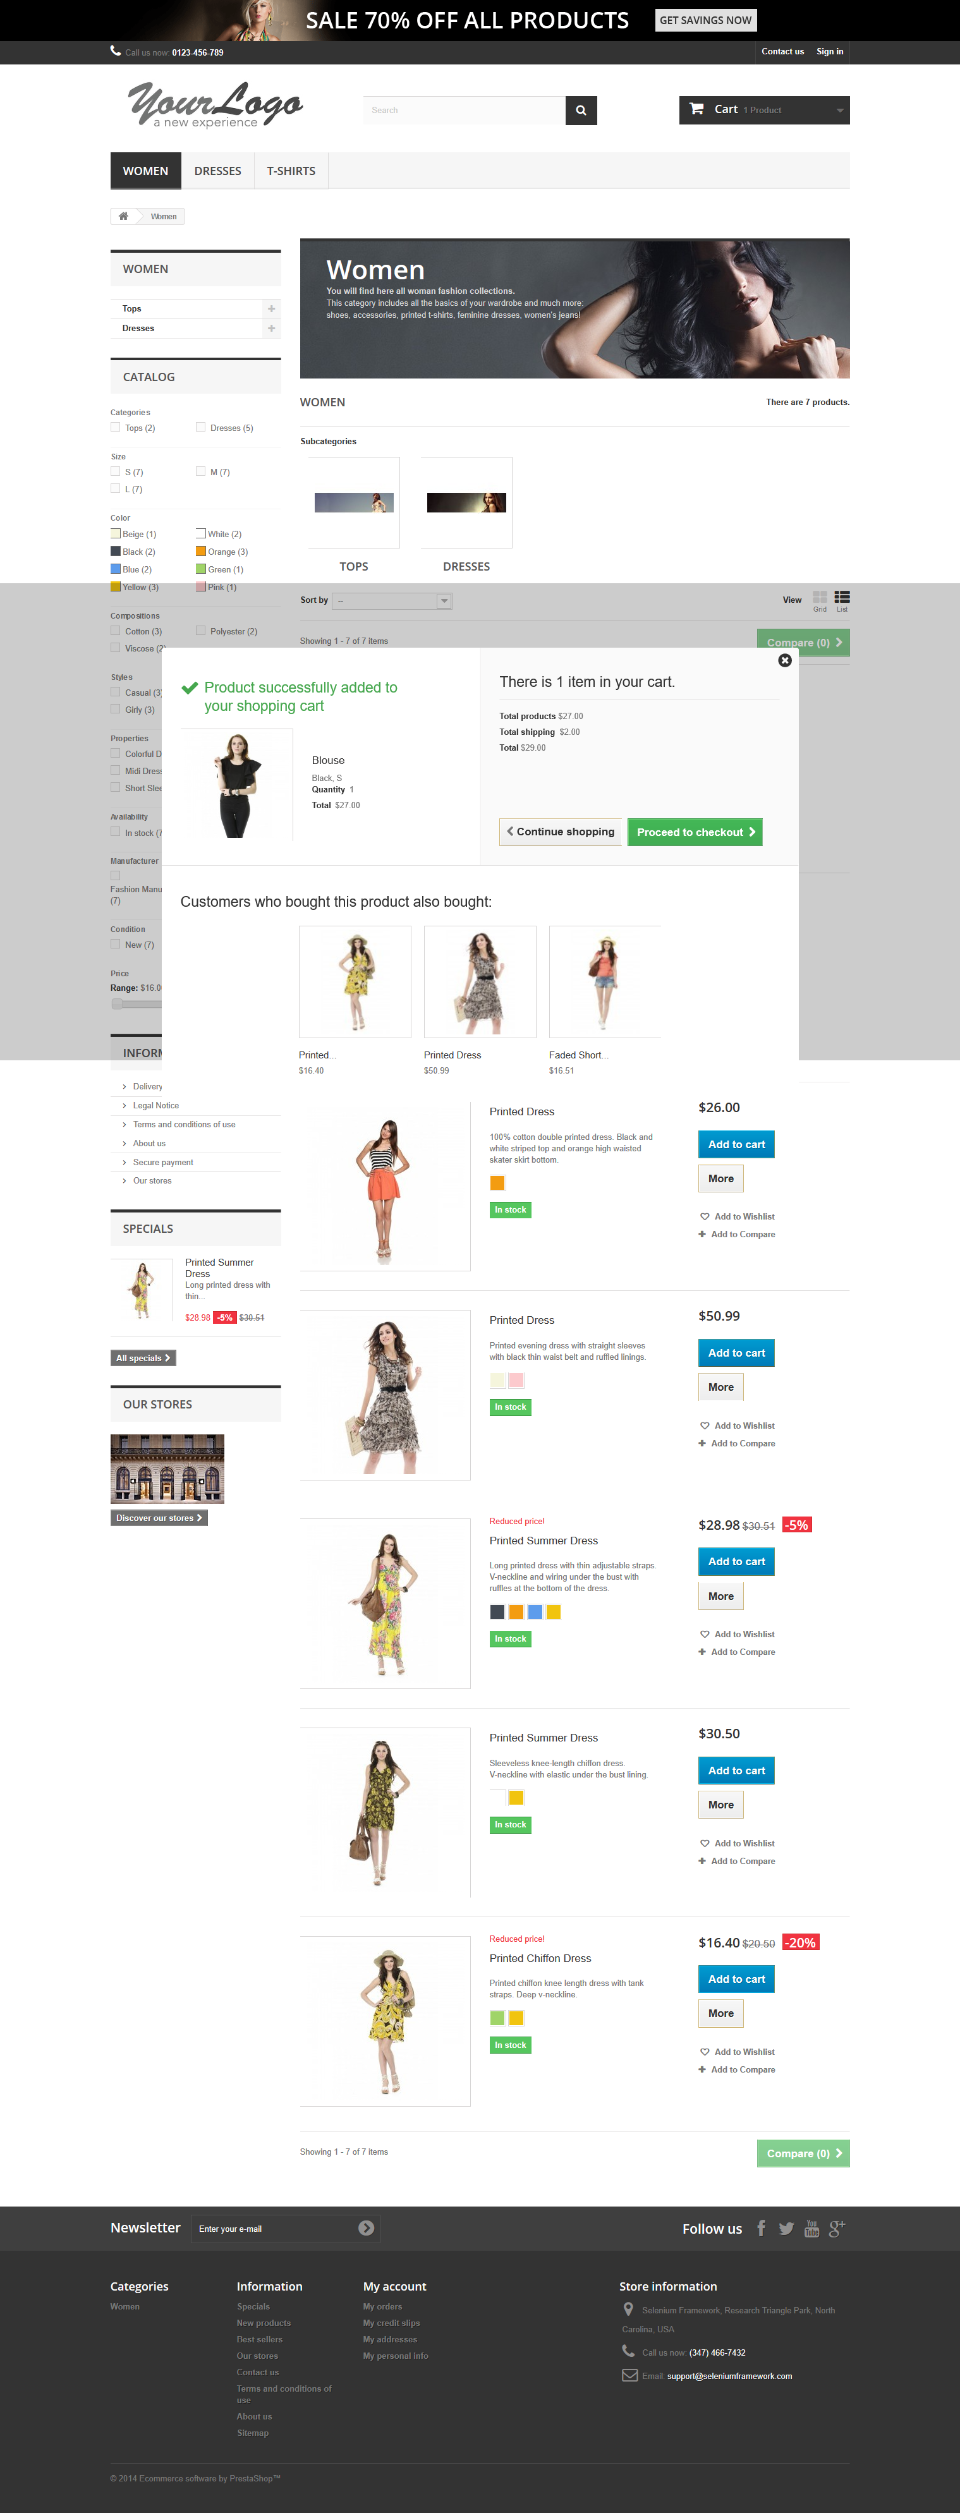 SALE 70% OFF ALL PRODUCTS
GET SAVINGS NOW
Call us now: 0123-456-789
Contact us
Sign in
YourLogo
a new experience
Search
Cart 1 Product
WOMEN
DRESSES
T-SHIRTS
Women
WOMEN
Tops
Dresses
CATALOG
Categories
Tops (2)
Dresses (5)
Size
S (7)
M (7)
L (7)
Color
Beige (1)
White (2)
Black (2)
Orange (3)
Blue (2)
Green (1)
Yellow (3)
Pink (1)
Compositions
Cotton (3)
Polyester (2)
Viscose (2)
Styles
Casual (3)
Girly (3)
Properties
Colorful D
Midi Dress
Short Slee
Availability
In stock (7
Manufacturer
Fashion Manu
(7)
Condition
New (7)
Price
Range: $16.0
INFORM
Delivery
Legal Notice
Terms and conditions of use
About us
Secure payment
Our stores
SPECIALS
Printed Summer
Dress
Long printed dress with
thin...
$28.98 -5% $30.51
All specials
OUR STORES
Discover our stores
Women
You will find here all woman fashion collections.
This category includes all the basics of your wardrobe and much more:
shoes, accessories, printed t-shirts, feminine dresses, women's jeans!
WOMEN
There are 7 products.
Subcategories
TOPS
DRESSES
Sort by --
View
Grid
List
Showing 1 - 7 of 7 items
Compare (0)
Product successfully added to
your shopping cart
Blouse
Black, S
Quantity 1
Total $27.00
There is 1 item in your cart.
Total products $27.00
Total shipping $2.00
Total $29.00
Continue shopping
Proceed to checkout
Customers who bought this product also bought:
Printed...
$16.40
Printed Dress
$50.99
Faded Short...
$16.51
Printed Dress
100% cotton double printed dress. Black and
white striped top and orange high waisted
skater skirt bottom.
In stock
$26.00
Add to cart
More
Add to Wishlist
Add to Compare
Printed Dress
Printed evening dress with straight sleeves
with black thin waist belt and ruffled linings.
In stock
$50.99
Add to cart
More
Add to Wishlist
Add to Compare
Reduced price!
Printed Summer Dress
Long printed dress with thin adjustable straps.
V-neckline and wiring under the bust with
ruffles at the bottom of the dress.
In stock
$28.98 $30.51 -5%
Add to cart
More
Add to Wishlist
Add to Compare
Printed Summer Dress
Sleeveless knee-length chiffon dress.
V-neckline with elastic under the bust lining.
In stock
$30.50
Add to cart
More
Add to Wishlist
Add to Compare
Reduced price!
Printed Chiffon Dress
Printed chiffon knee length dress with tank
straps. Deep v-neckline.
In stock
$16.40 $20.50 -20%
Add to cart
More
Add to Wishlist
Add to Compare
Showing 1 - 7 of 7 items
Compare (0)
Newsletter
Enter your e-mail
Follow us
Categories
Women
Information
Specials
New products
Best sellers
Our stores
Contact us
Terms and conditions of
use
About us
Sitemap
My account
My orders
My credit slips
My addresses
My personal info
Store information
Selenium Framework, Research Triangle Park, North
Carolina, USA
Call us now: (347) 466-7432
Email: support@seleniumframework.com
© 2014 Ecommerce software by PrestaShop™